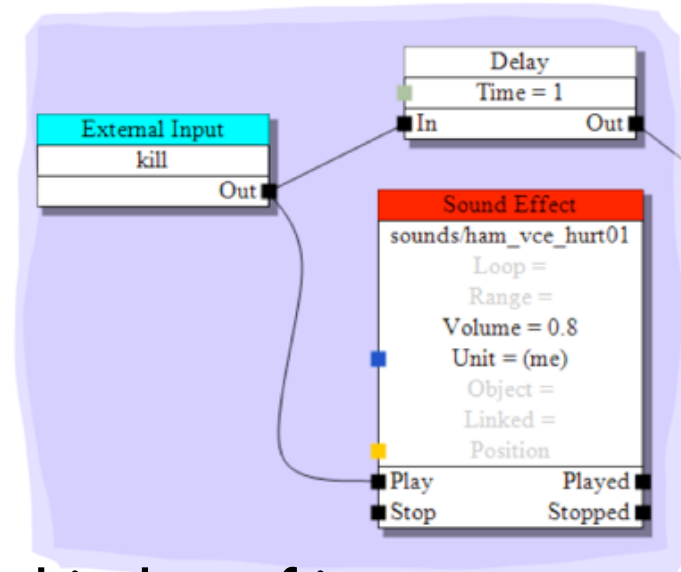 Delay
Time = 1
In Out
External Input
kill
Out
Sound Effect
sounds/ham_vce_hurt01
Loop =
Range =
Volume = 0.8
Unit = (me)
Object =
Linked =
Position
Play Played
Stop Stopped